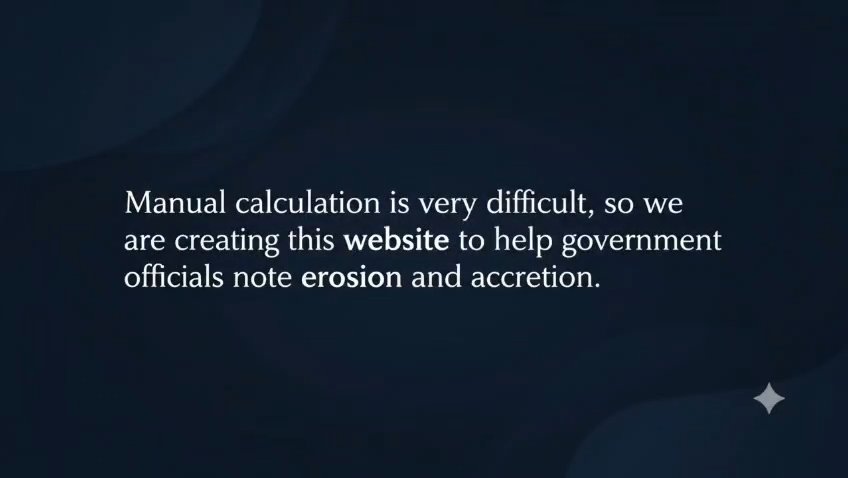 Manual calculation is very difficult, so we
are creating this website to help government
officials note erosion and accretion.